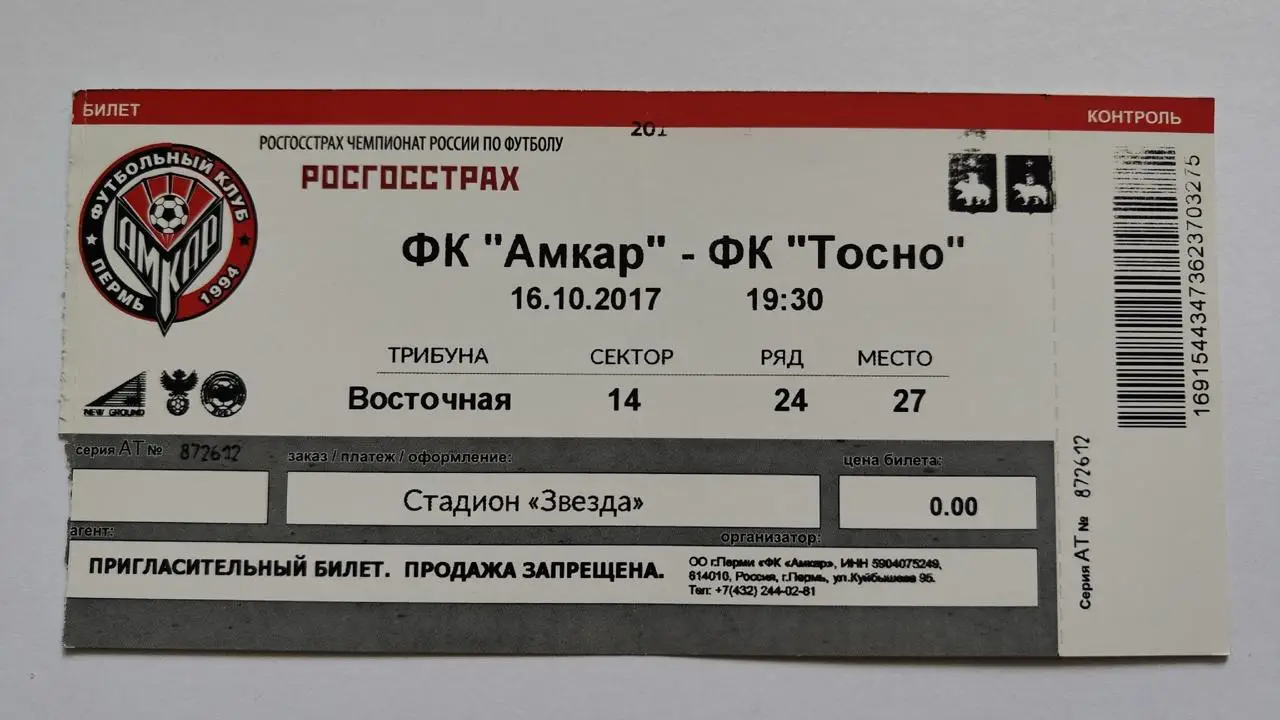 БИЛЕТ
КОНТРОЛЬ
201
РОСГОССТРАХ ЧЕМПИОНАТ РОССИИ ПО ФУТБОЛУ
РОСГОССТРАХ
ФУТБОЛЬНЫЙ КЛУБ
АМКАР
ПЕРМЬ
1994
ФК "Амкар" - ФК "Тосно"
16.10.2017 19:30
ТРИБУНА СЕКТОР РЯД МЕСТО
Восточная 14 24 27
NEW GROUND
серия АТ № 872612
заказ / платеж / оформление:
цена билета:
Стадион «Звезда»
0.00
агент:
организатор:
ПРИГЛАСИТЕЛЬНЫЙ БИЛЕТ. ПРОДАЖА ЗАПРЕЩЕНА.
ОО г.Перми «ФК «Амкар», ИНН 5904075249,
614010, Россия, г.Пермь, ул.Куйбышева 95.
Тел: +7(432) 244-02-81
1691544347362370​3275
Серия АТ № 872612